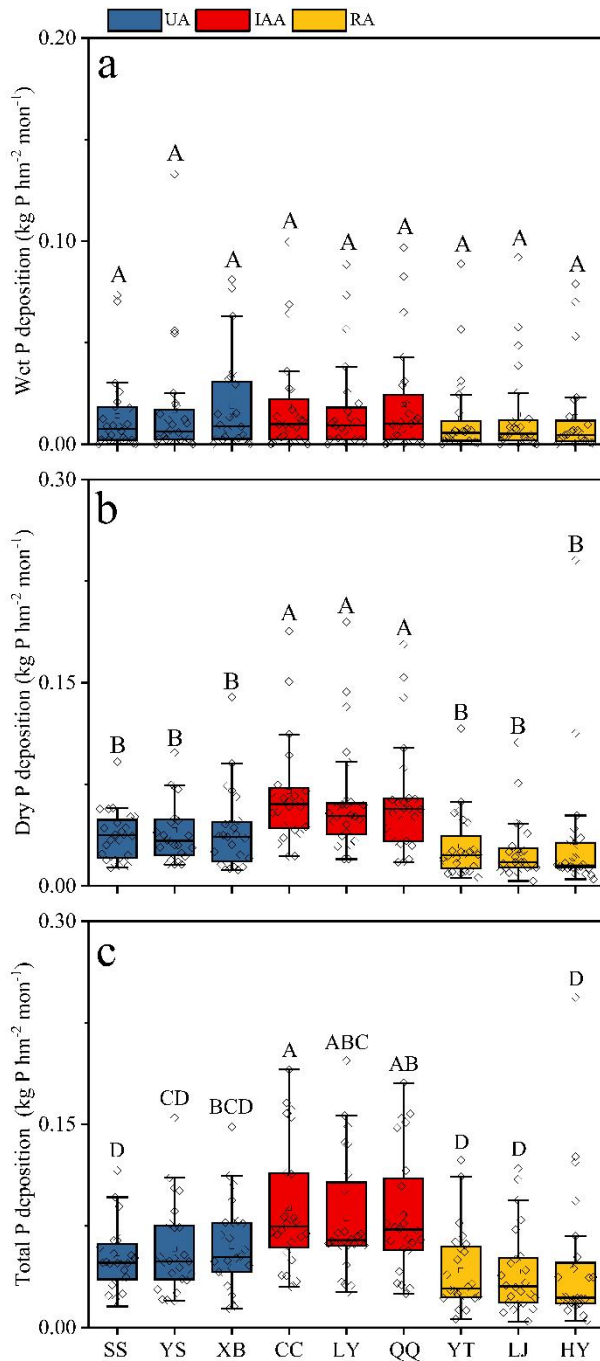 UA IAA RA
a
0.20
0.10
0.00
Wet P deposition (kg P hm⁻² mon⁻¹)
A A A A A A A A A
b
0.30
0.15
0.00
Dry P deposition (kg P hm⁻² mon⁻¹)
B B B A A A B B B
c
0.30
0.15
0.00
Total P deposition (kg P hm⁻² mon⁻¹)
D CD BCD A ABC AB D D D
SS YS XB CC LY QQ YT LJ HY